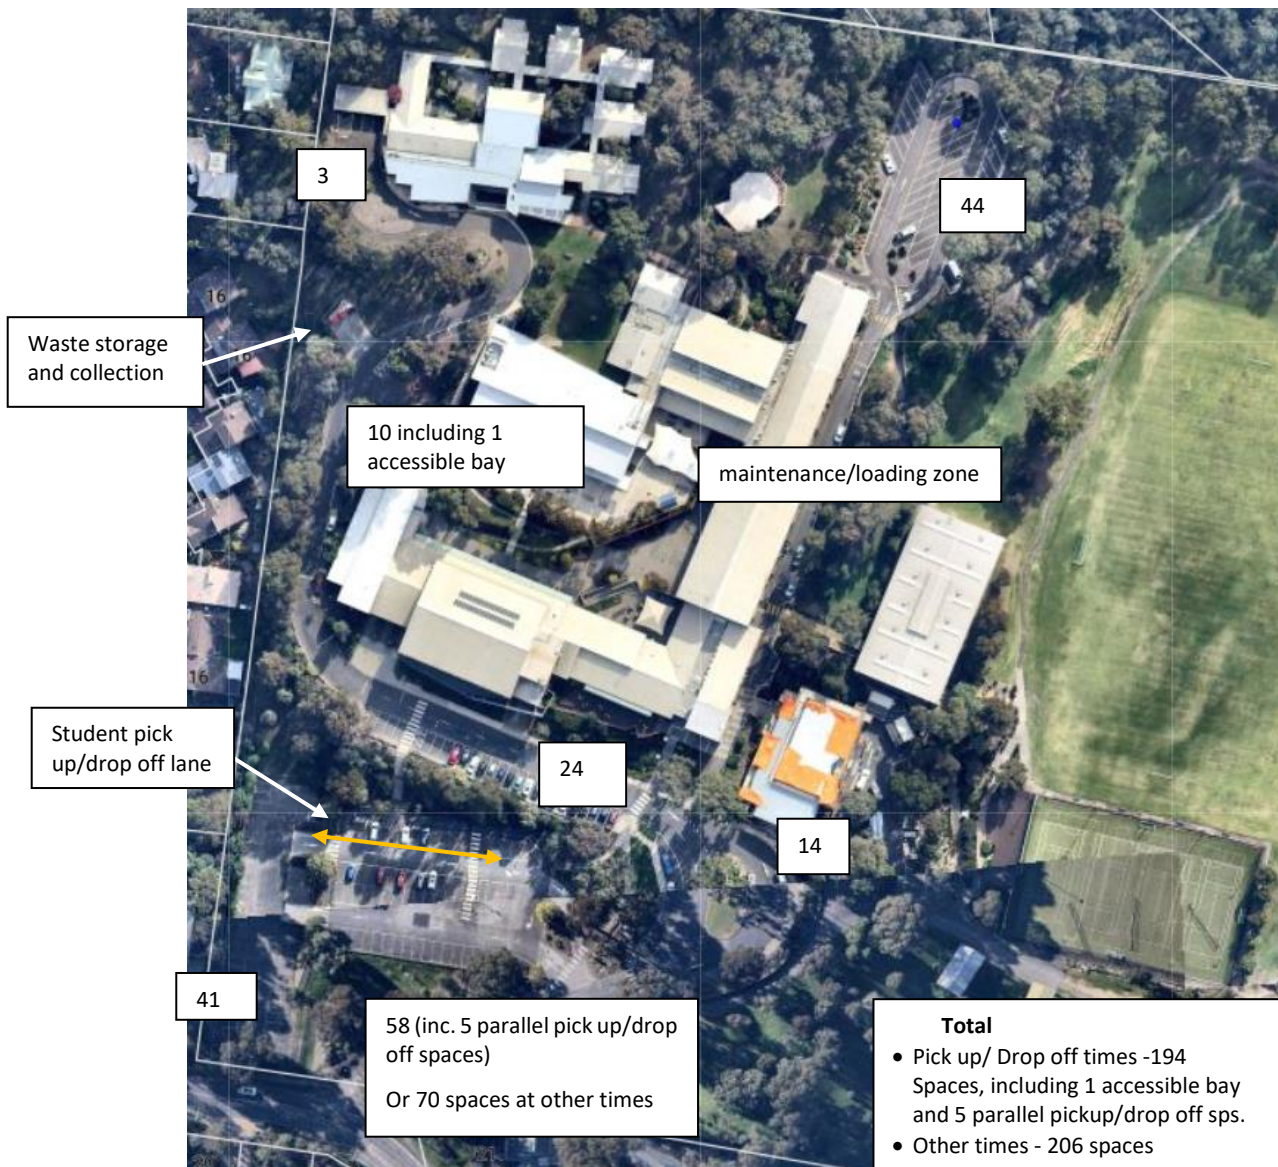 3
44
16
Waste storage
and collection
10 including 1
accessible bay
maintenance/loading zone
16
Student pick
up/drop off lane
24
14
41
58 (inc. 5 parallel pick up/drop
off spaces)
Or 70 spaces at other times
Total
• Pick up/ Drop off times -194
Spaces, including 1 accessible bay
and 5 parallel pickup/drop off sps.
• Other times - 206 spaces